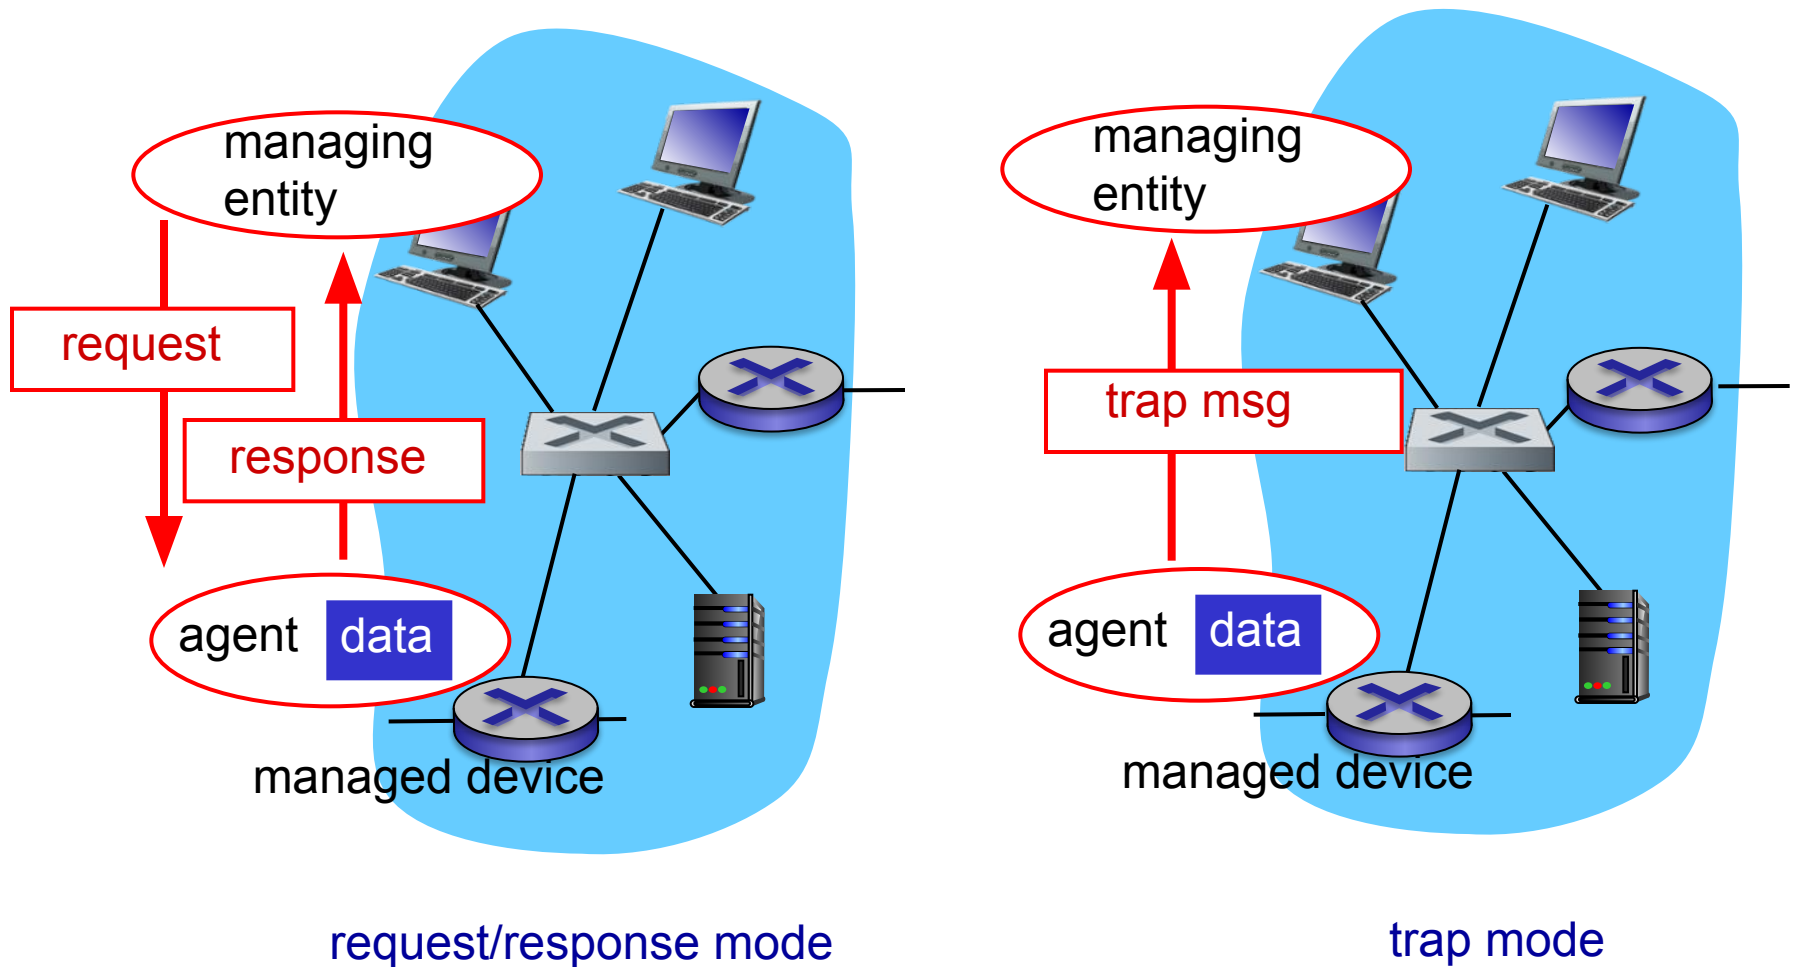 managing
entity
request
response
agent
data
managed device
request/response mode
managing
entity
trap msg
agent
data
managed device
trap mode